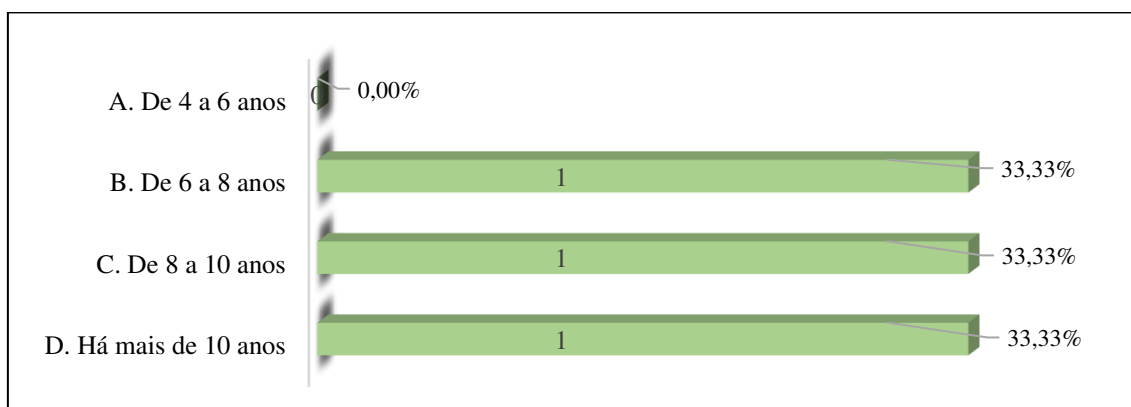 A. De 4 a 6 anos 0 0,00%
B. De 6 a 8 anos 1 33,33%
C. De 8 a 10 anos 1 33,33%
D. Há mais de 10 anos 1 33,33%